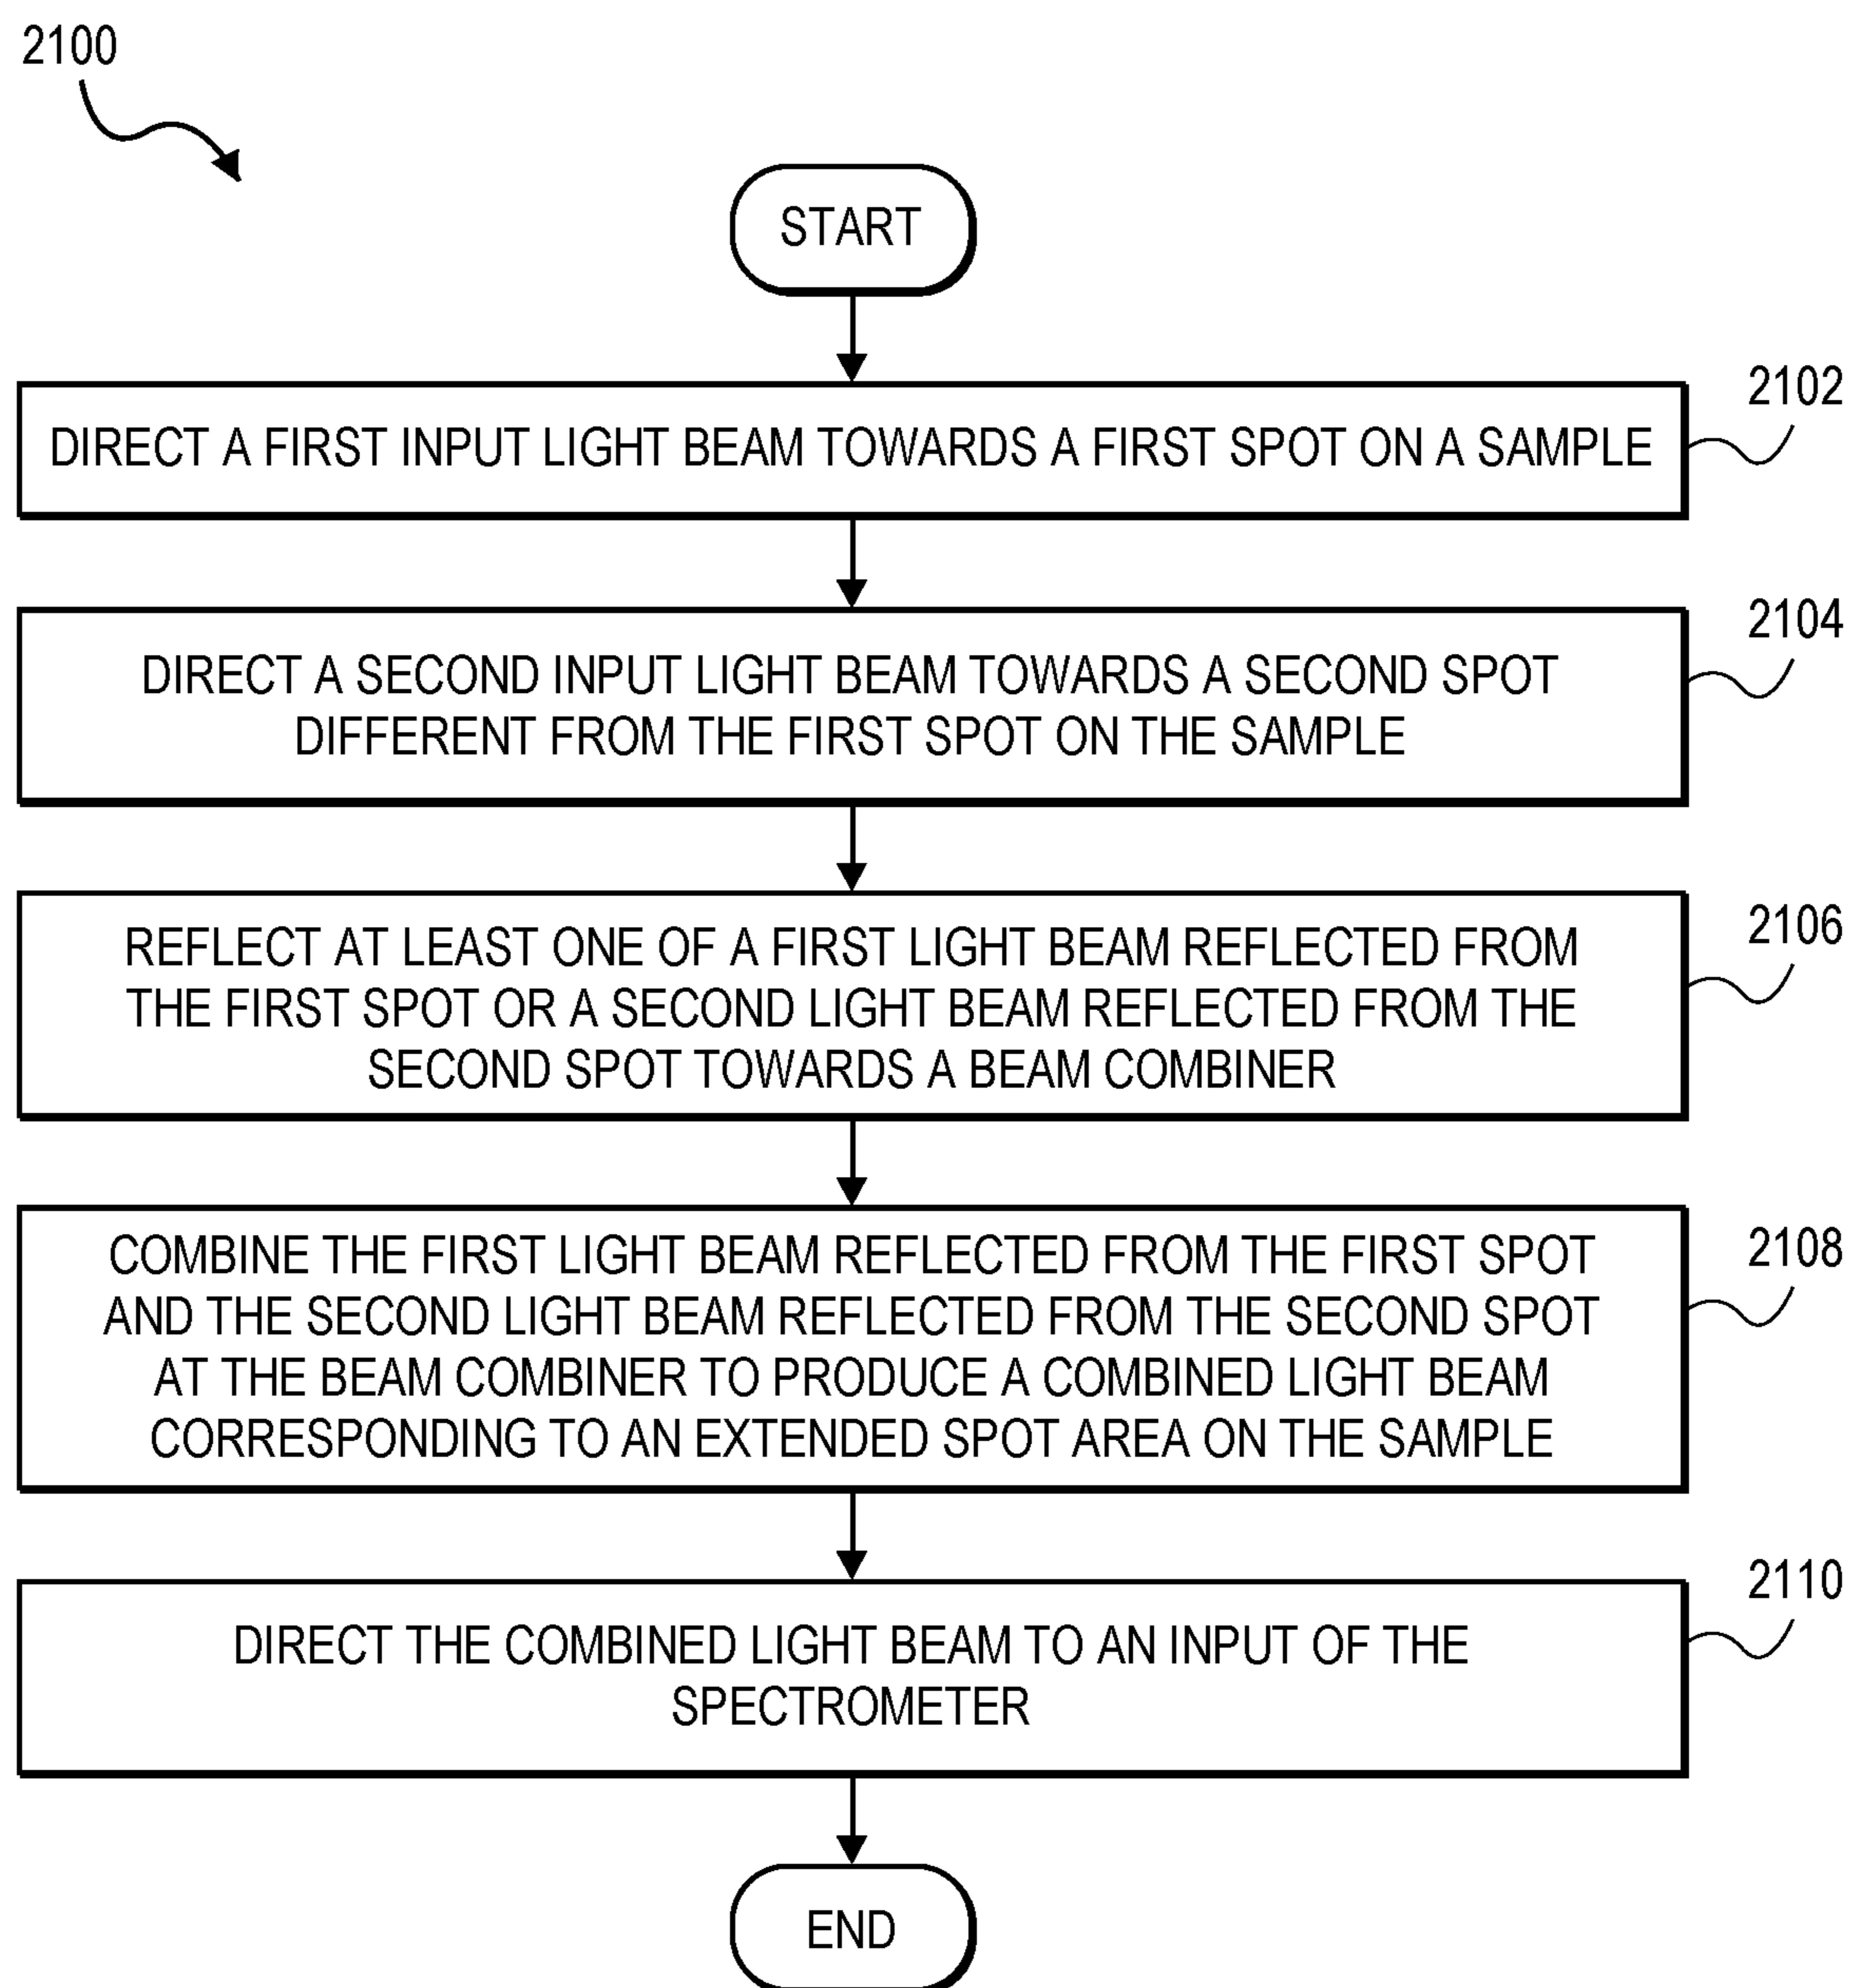 2100
START
DIRECT A FIRST INPUT LIGHT BEAM TOWARDS A FIRST SPOT ON A SAMPLE
2102
DIRECT A SECOND INPUT LIGHT BEAM TOWARDS A SECOND SPOT
DIFFERENT FROM THE FIRST SPOT ON THE SAMPLE
2104
REFLECT AT LEAST ONE OF A FIRST LIGHT BEAM REFLECTED FROM
THE FIRST SPOT OR A SECOND LIGHT BEAM REFLECTED FROM THE
SECOND SPOT TOWARDS A BEAM COMBINER
2106
COMBINE THE FIRST LIGHT BEAM REFLECTED FROM THE FIRST SPOT
AND THE SECOND LIGHT BEAM REFLECTED FROM THE SECOND SPOT
AT THE BEAM COMBINER TO PRODUCE A COMBINED LIGHT BEAM
CORRESPONDING TO AN EXTENDED SPOT AREA ON THE SAMPLE
2108
DIRECT THE COMBINED LIGHT BEAM TO AN INPUT OF THE
SPECTROMETER
2110
END